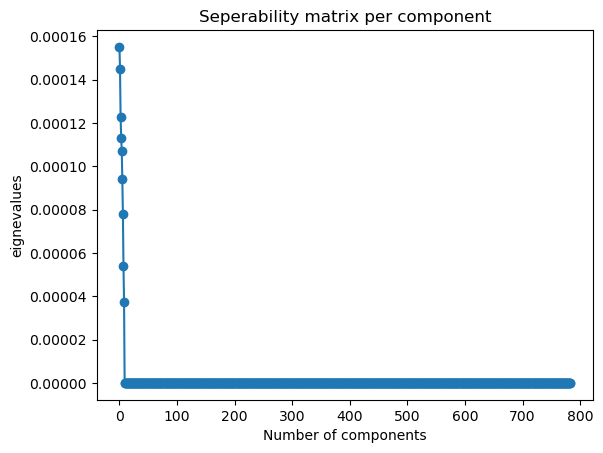 Seperability matrix per component
0.00016
0.00014
0.00012
0.00010
0.00008
0.00006
0.00004
0.00002
0.00000
eignevalues
0 100 200 300 400 500 600 700 800
Number of components